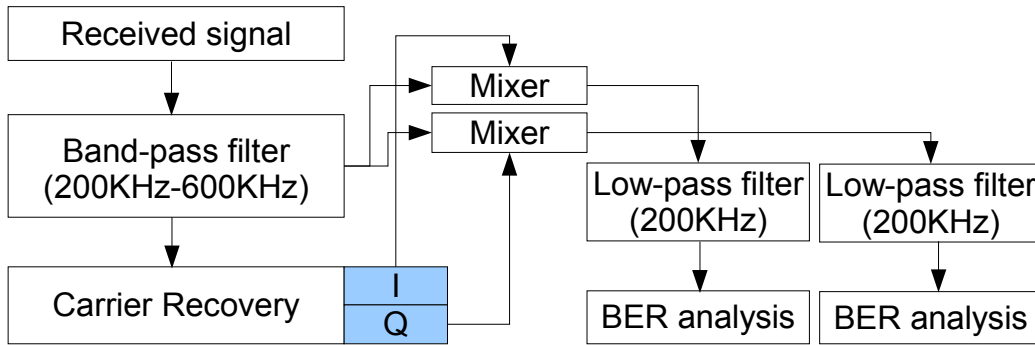 Received signal
Band-pass filter
(200KHz-600KHz)
Carrier Recovery
I
Q
Mixer
Mixer
Low-pass filter
(200KHz)
BER analysis
Low-pass filter
(200KHz)
BER analysis